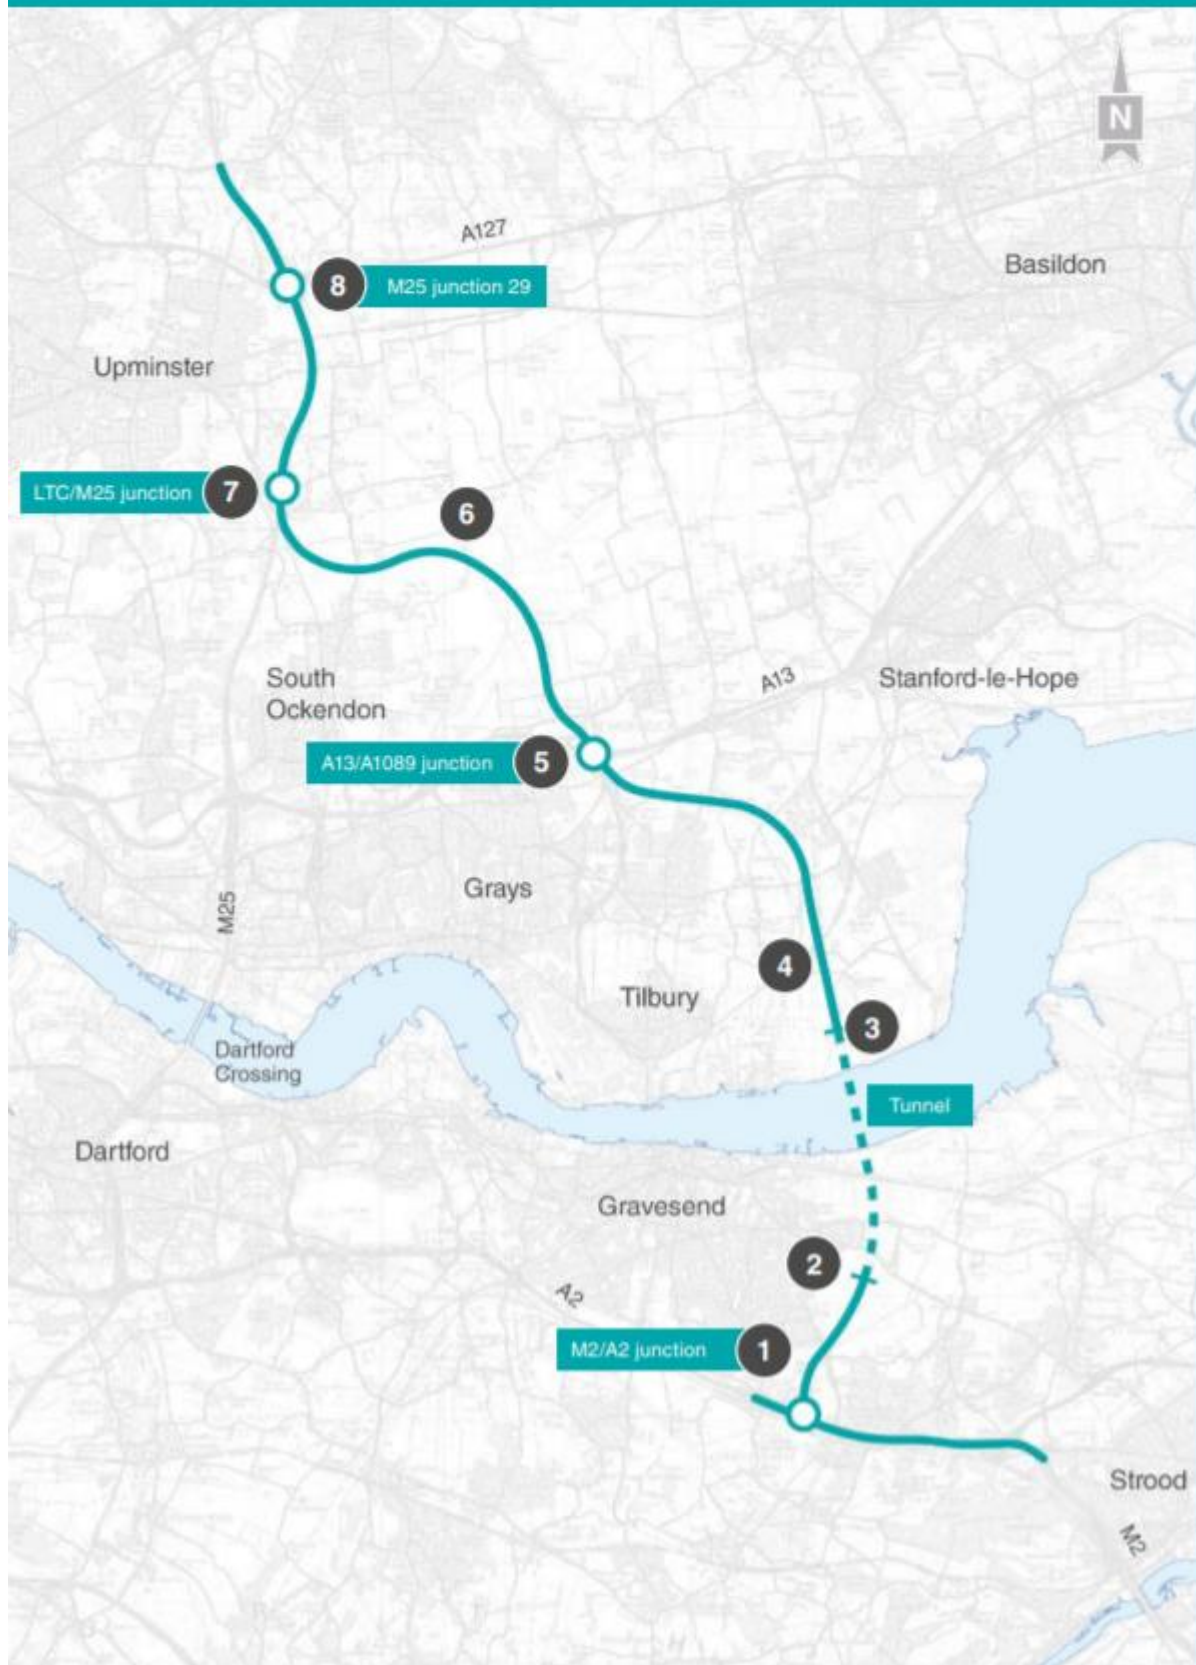 N
A127
Basildon
8
M25 junction 29
Upminster
LTC/M25 junction
7
6
South
Ockendon
A13
Stanford-le-Hope
A13/A1089 junction
5
Grays
M25
4
Tilbury
3
Dartford
Crossing
Tunnel
Dartford
Gravesend
2
A2
M2/A2 junction
1
Strood
M2